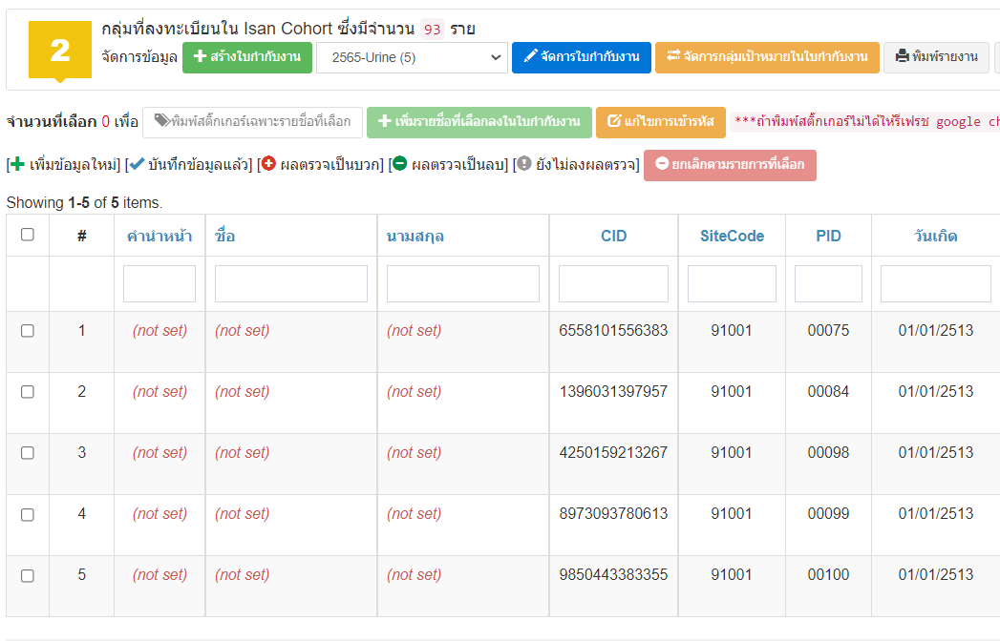 2
กลุ่มที่ลงทะเบียนใน Isan Cohort ซึ่งมีจำนวน 93 ราย
จัดการข้อมูล สร้างใบกำกับงาน 2565-Urine (5) จัดการใบกำกับงาน จัดการกลุ่มเป้าหมายในใบกำกับงาน พิมพ์รายงาน
จำนวนที่เลือก 0 เพื่อ พิมพ์สติ๊กเกอร์เฉพาะรายชื่อที่เลือก เพิ่มรายชื่อที่เลือกลงในใบกำกับงาน แก้ไขการเข้ารหัส ***ถ้าพิมพ์สติ๊กเกอร์ไม่ได้ให้รีเฟรช google
[ เพิ่มข้อมูลใหม่] [ บันทึกข้อมูลแล้ว] [ ผลตรวจเป็นบวก] [ ผลตรวจเป็นลบ] [ ยังไม่ลงผลตรวจ] ยกเลิกตามรายการที่เลือก
Showing 1-5 of 5 items.
# คำนำหน้า ชื่อ นามสกุล CID SiteCode PID วันเกิด
1 (not set) (not set) (not set) 6558101556383 91001 00075 01/01/2513
2 (not set) (not set) (not set) 1396031397957 91001 00084 01/01/2513
3 (not set) (not set) (not set) 4250159213267 91001 00098 01/01/2513
4 (not set) (not set) (not set) 8973093780613 91001 00099 01/01/2513
5 (not set) (not set) (not set) 9850443383355 91001 00100 01/01/2513